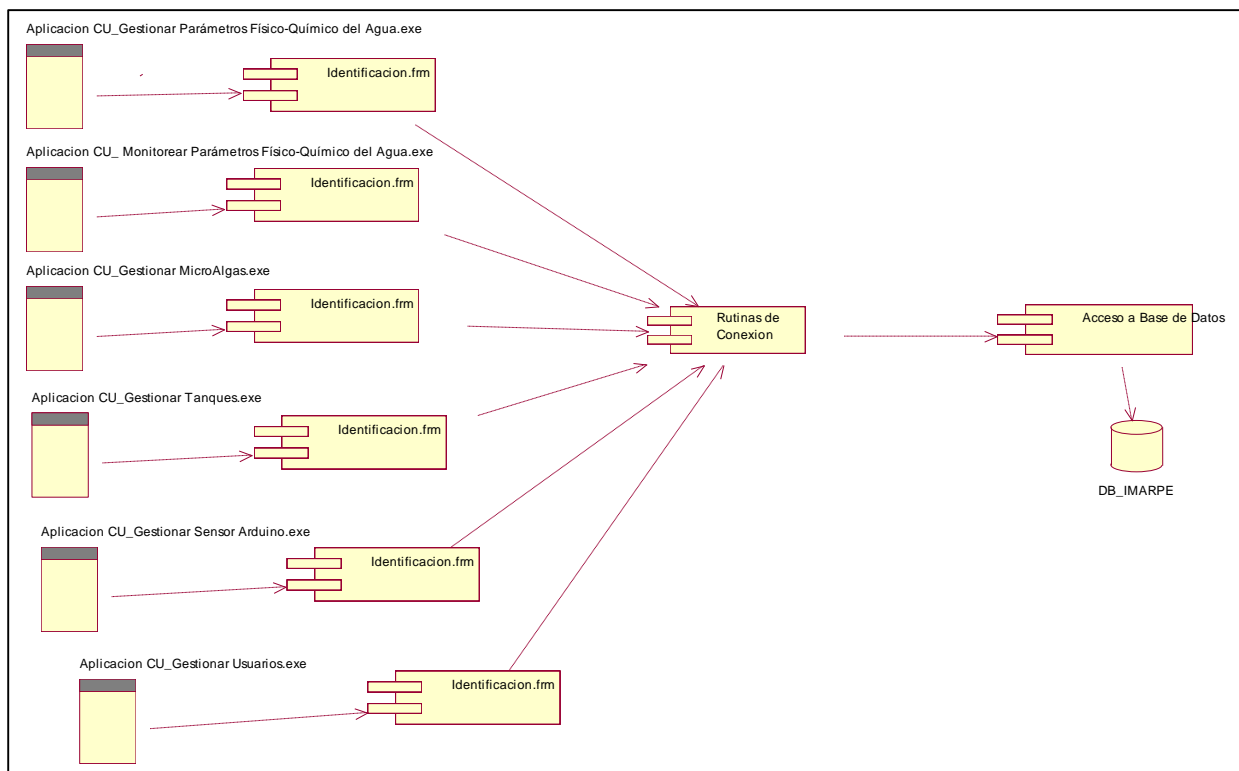 Aplicacion CU_Gestionar Parámetros Físico-Químico del Agua.exe
Identificacion.frm
Aplicacion CU_ Monitorear Parámetros Físico-Químico del Agua.exe
Identificacion.frm
Aplicacion CU_Gestionar MicroAlgas.exe
Identificacion.frm
Rutinas de
Conexion
Acceso a Base de Datos
Aplicacion CU_Gestionar Tanques.exe
Identificacion.frm
DB_IMARPE
Aplicacion CU_Gestionar Sensor Arduino.exe
Identificacion.frm
Aplicacion CU_Gestionar Usuarios.exe
Identificacion.frm